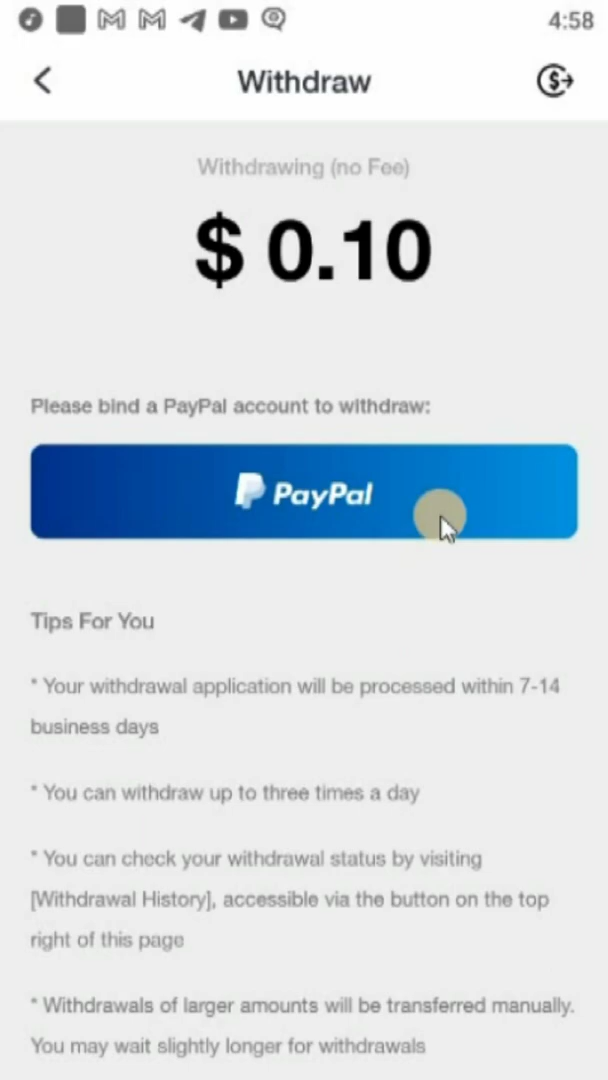 4:58
Withdraw
Withdrawing (no Fee)
$ 0.10
Please bind a PayPal account to withdraw:
PayPal
Tips For You
* Your withdrawal application will be processed within 7-14
business days
* You can withdraw up to three times a day
* You can check your withdrawal status by visiting
[Withdrawal History], accessible via the button on the top
right of this page
* Withdrawals of larger amounts will be transferred manually.
You may wait slightly longer for withdrawals